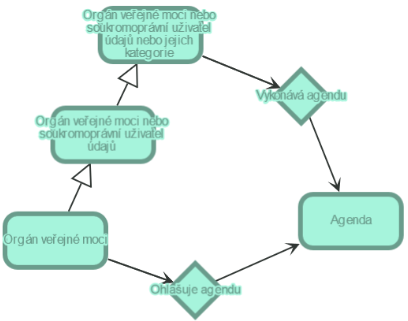 Orgán veřejné moci nebo
soukromoprávní uživatel
údajů nebo jejich
kategorie
Vykonává agendu
Orgán veřejné moci nebo
soukromoprávní uživatel
údajů
Agenda
Orgán veřejné moci
Ohlašuje agendu